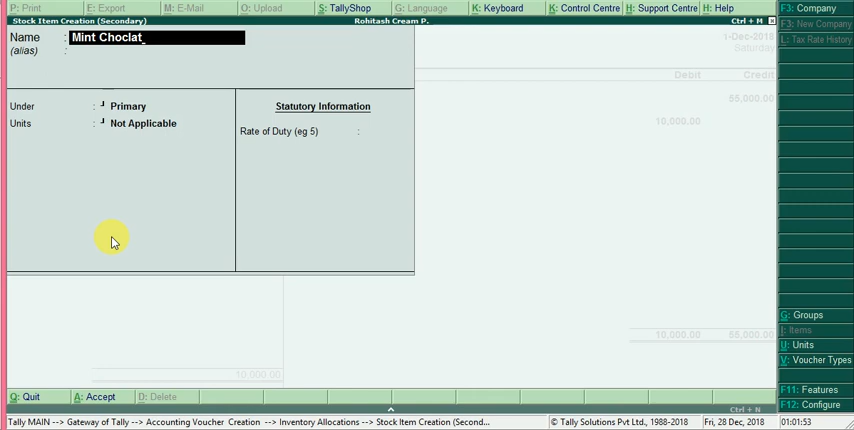 P: Print E: Export M: E-Mail O: Upload S: TallyShop G: Language K: Keyboard K: Control Centre H: Support Centre H: Help F3: Company
Stock Item Creation (Secondary) Rohitash Cream P. Ctrl + M
F3: New Company
L: Tax Rate History
Name : Mint Choclat
(alias) :
1-Dec-2018
Saturday
Debit Credit
55,000.00
10,000.00
Under : Primary
Units : Not Applicable
Statutory Information
Rate of Duty (eg 5) :
G: Groups
I: Items
U: Units
V: Voucher Types
10,000.00 55,000.00
10,000.00
F11: Features
F12: Configure
Q: Quit A: Accept D: Delete
Ctrl + N
Tally MAIN --> Gateway of Tally --> Accounting Voucher Creation --> Inventory Allocations --> Stock Item Creation (Second... © Tally Solutions Pvt Ltd., 1988-2018 Fri, 28 Dec, 2018 01:01:53